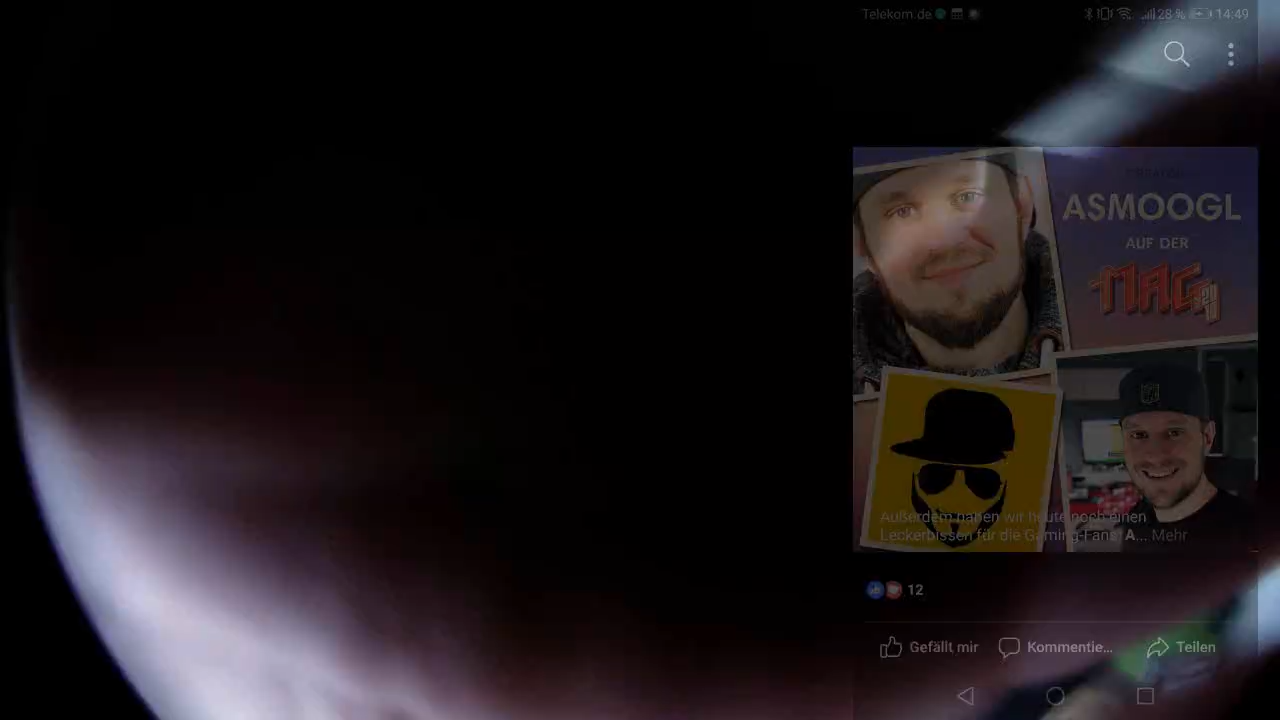 Telekom.de 28 % 14:49
ASMOOGL
AUF DER
MAG
Außerdem haben wir heute noch einen
Leckerbissen für die Gaming-Fans! A... Mehr
12
Gefällt mir Kommentie... Teilen